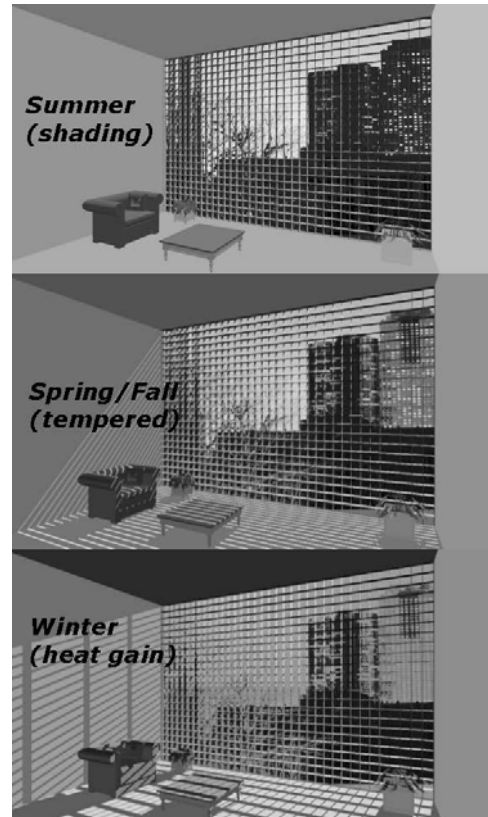 Summer
(shading)
Spring/Fall
(tempered)
Winter
(heat gain)